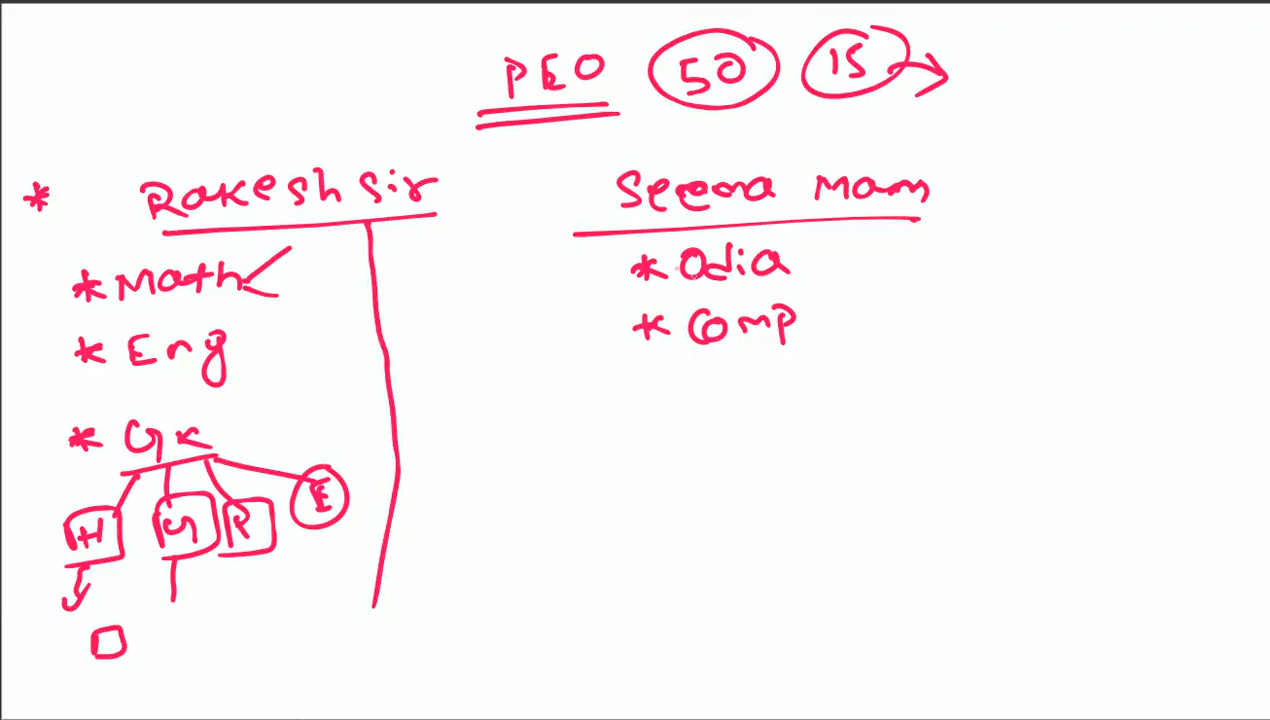 PEO 50 15
* Rakesh Sir
* Math
* Eng
* GK
H G P E
Seema Mam
* Odia
* Comp